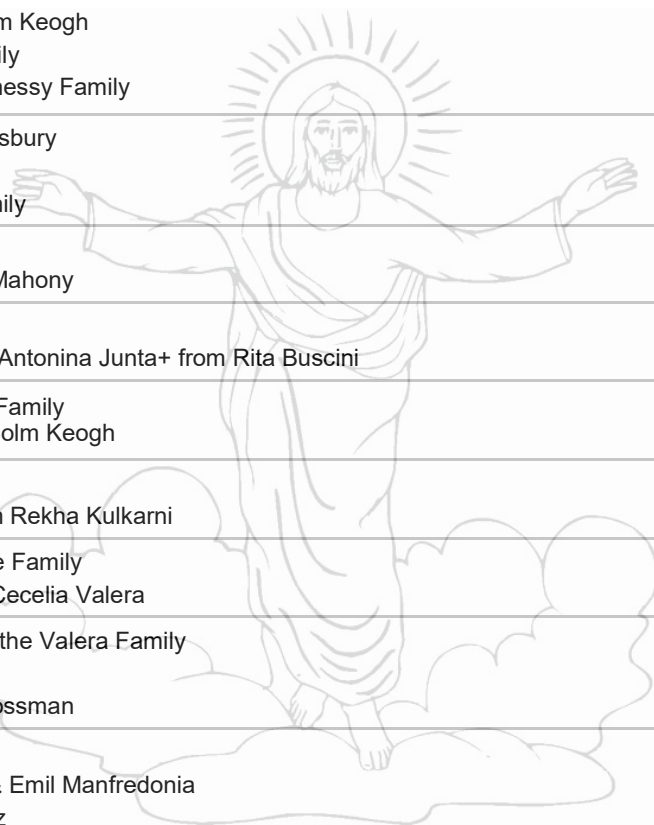 m Keogh
ily
nessy Family
sbury
nily
Mahony
Antonina Junta+ from Rita Buscini
Family
olm Keogh
n Rekha Kulkarni
e Family
Cecelia Valera
the Valera Family
ossman
& Emil Manfredonia
z